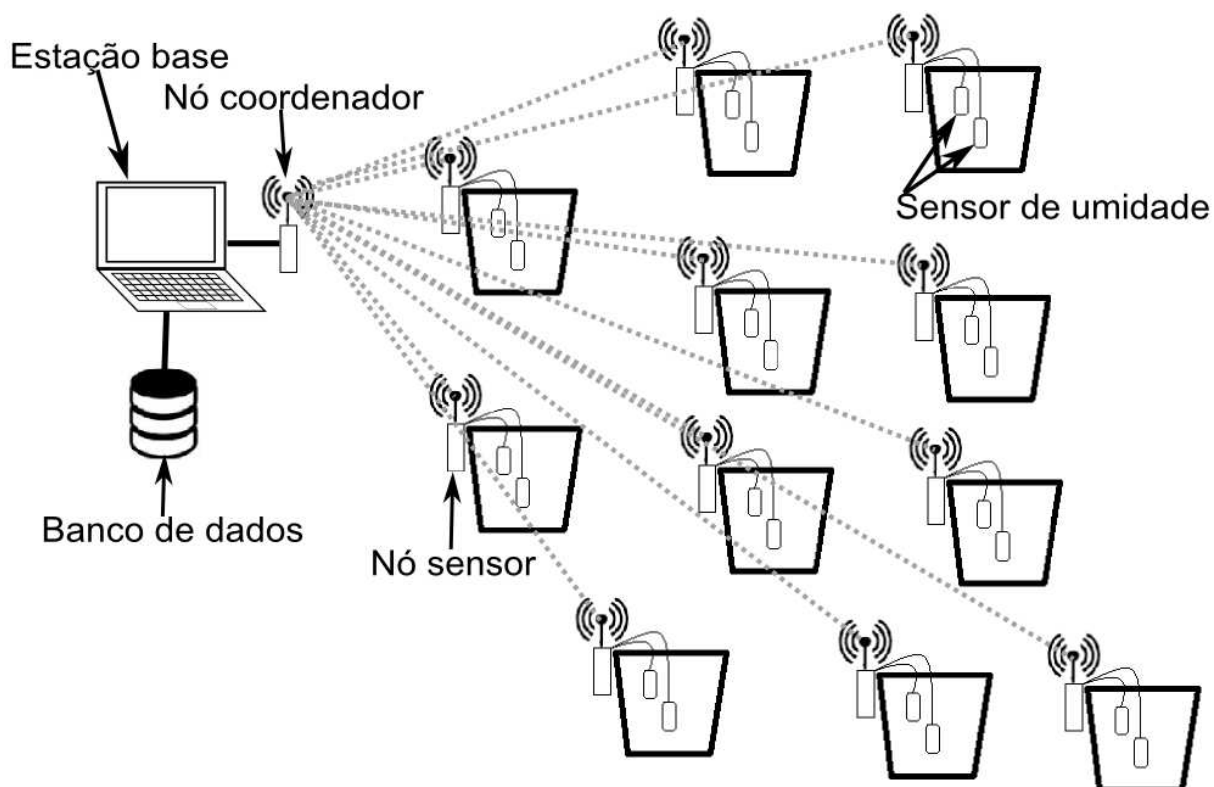 Estação base
Nó coordenador
Sensor de umidade
Banco de dados
Nó sensor